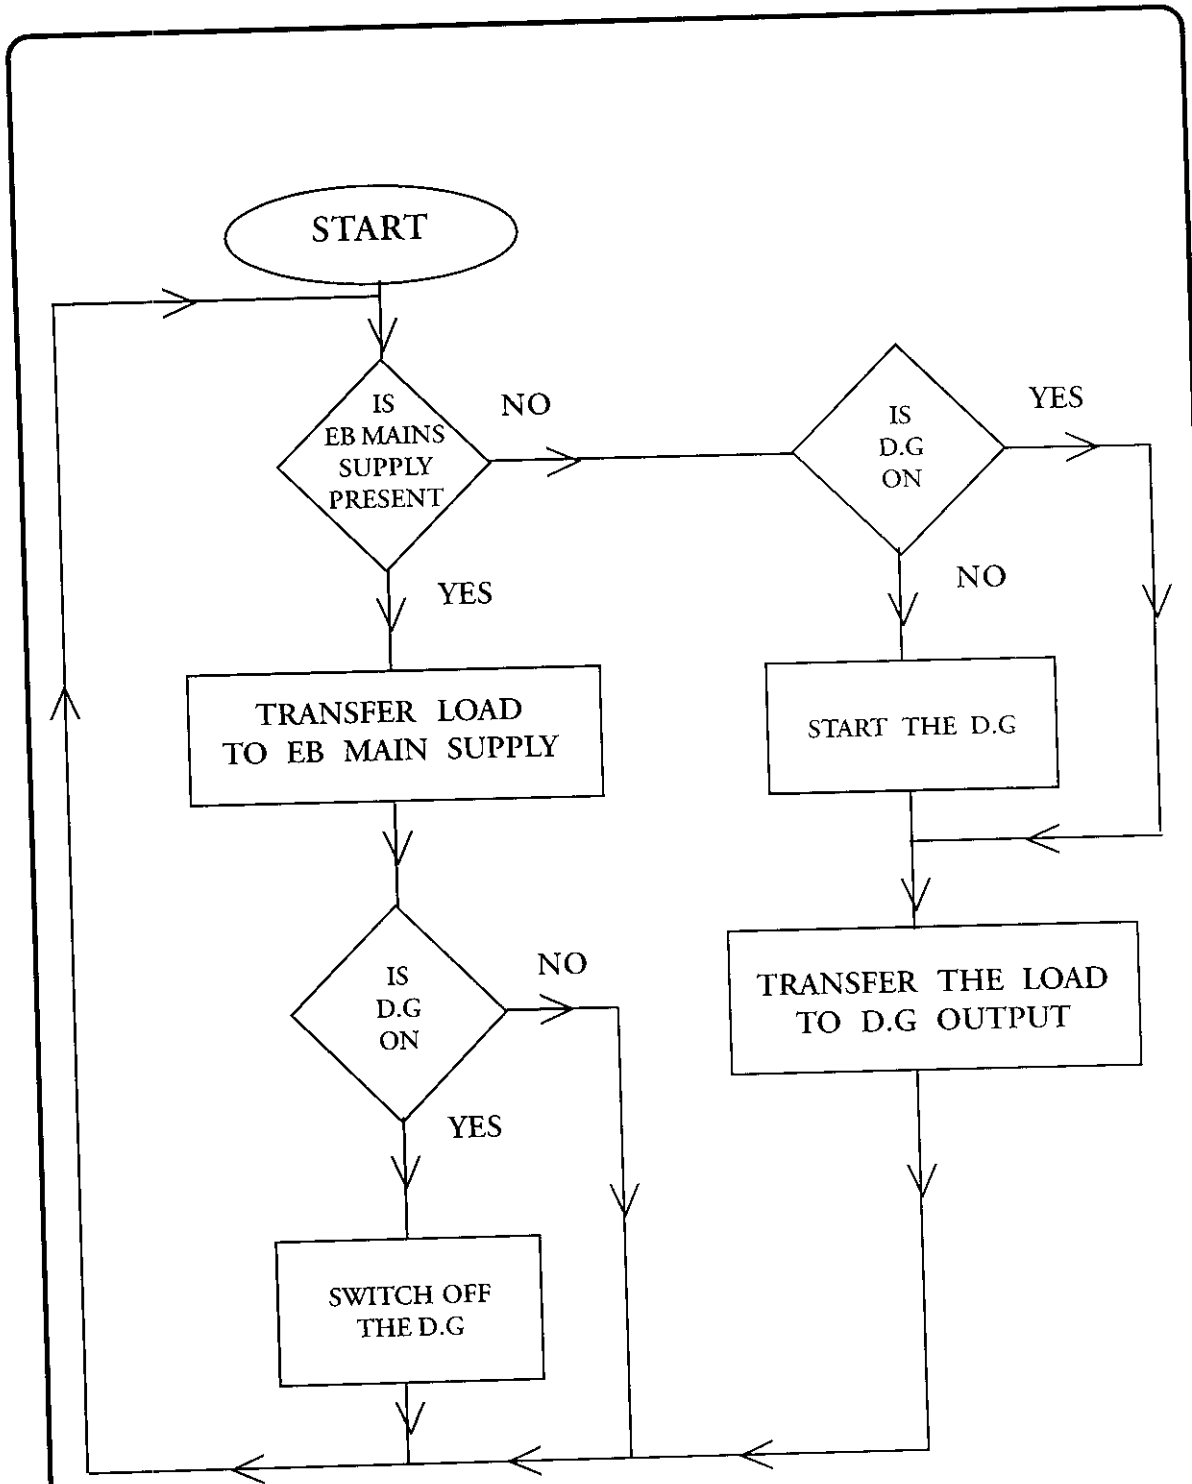 START
IS
EB MAINS
SUPPLY
PRESENT
NO
YES
IS
D.G
ON
YES
NO
TRANSFER LOAD
TO EB MAIN SUPPLY
START THE D.G
IS
D.G
ON
NO
YES
TRANSFER THE LOAD
TO D.G OUTPUT
SWITCH OFF
THE D.G